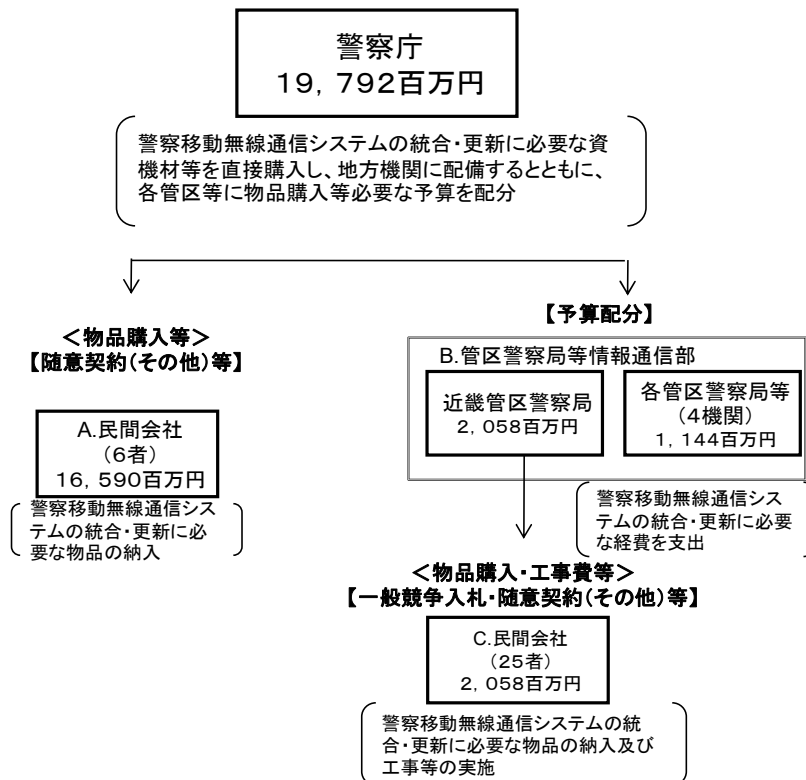 警察庁
19，792百万円
警察移動無線通信システムの統合・更新に必要な資
機材等を直接購入し、地方機関に配備するとともに、
各管区等に物品購入等必要な予算を配分
＜物品購入等＞
【随意契約（その他）等】
A.民間会社
（6者）
16，590百万円
警察移動無線通信シス
テムの統合・更新に必
要な物品の納入
【予算配分】
B.管区警察局等情報通信部
近畿管区警察局
2，058百万円
各管区警察局等
（4機関）
1，144百万円
警察移動無線通信シス
テムの統合・更新に必要
な経費を支出
＜物品購入・工事費等＞
【一般競争入札・随意契約（その他）等】
C.民間会社
（25者）
2，058百万円
警察移動無線通信システムの統
合・更新に必要な物品の納入及び
工事等の実施